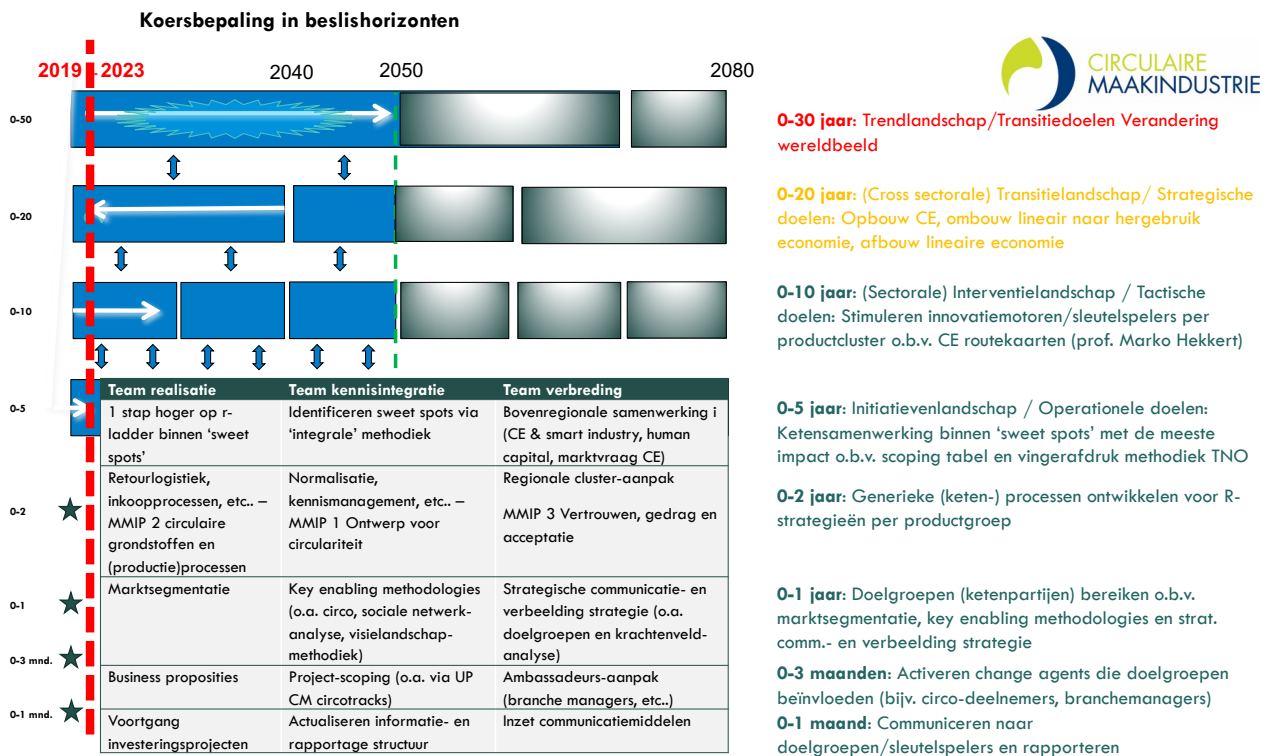 Koersbepaling in beslishorizonten
2019 - 2023
2040
2050
2080
CIRCULAIRE
MAAKINDUSTRIE
0-50
0-20
0-10
0-5
0-2
0-1
0-3 mnd.
0-1 mnd.
Team realisatie
Team kennisintegratie
Team verbreding
1 stap hoger op r-
ladder binnen ‘sweet
spots’
Identificeren sweet spots via
‘integrale’ methodiek
Bovenregionale samenwerking i
(CE & smart industry, human
capital, marktvraag CE)
Retourlogistiek,
inkoopprocessen, etc.. –
MMIP 2 circulaire
grondstoffen en
(productie)processen
Normalisatie,
kennismanagement, etc.. –
MMIP 1 Ontwerp voor
circulariteit
Regionale cluster-aanpak
MMIP 3 Vertrouwen, gedrag en
acceptatie
Marktsegmentatie
Key enabling methodologies
(o.a. circo, sociale netwerk-
analyse, visielandschap-
methodiek)
Strategische communicatie- en
verbeelding strategie (o.a.
doelgroepen en krachtenveld-
analyse)
Business proposities
Project-scoping (o.a. via UP
CM circotracks)
Ambassadeurs-aanpak
(branche managers, etc..)
Voortgang
investeringsprojecten
Actualiseren informatie- en
rapportage structuur
Inzet communicatiemiddelen
0-30 jaar: Trendlandschap/Transitiedoelen Verandering
wereldbeeld
0-20 jaar: (Cross sectorale) Transitielandschap/ Strategische
doelen: Opbouw CE, ombouw lineair naar hergebruik
economie, afbouw lineaire economie
0-10 jaar: (Sectorale) Interventielandschap / Tactische
doelen: Stimuleren innovatiemotoren/sleutelspelers per
productcluster o.b.v. CE routekaarten (prof. Marko Hekkert)
0-5 jaar: Initiatievenlandschap / Operationele doelen:
Ketensamenwerking binnen ‘sweet spots’ met de meeste
impact o.b.v. scoping tabel en vingerafdruk methodiek TNO
0-2 jaar: Generieke (keten-) processen ontwikkelen voor R-
strategieën per productgroep
0-1 jaar: Doelgroepen (ketenpartijen) bereiken o.b.v.
marktsegmentatie, key enabling methodologies en strat.
comm.- en verbeelding strategie
0-3 maanden: Activeren change agents die doelgroepen
beïnvloeden (bijv. circo-deelnemers, branchemanagers)
0-1 maand: Communiceren naar
doelgroepen/sleutelspelers en rapporteren